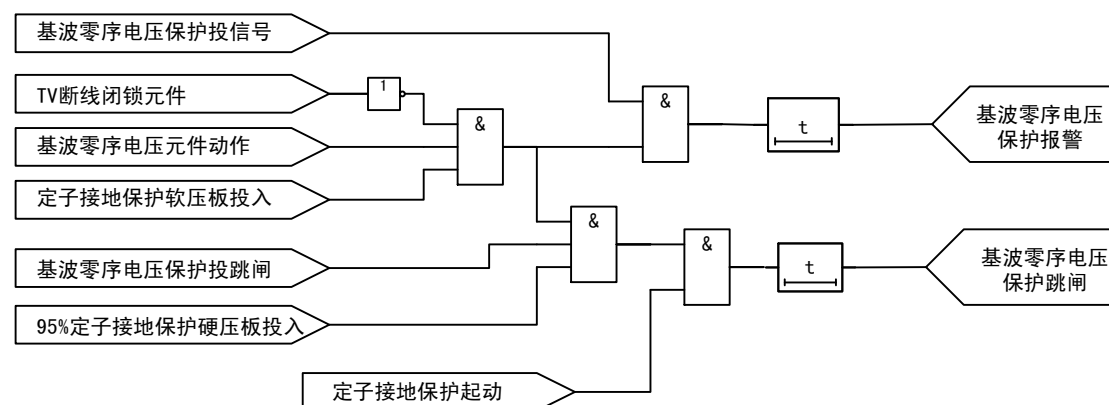 基波零序电压保护投信号
TV断线闭锁元件
1
基波零序电压元件动作
定子接地保护软压板投入
&
&
t
基波零序电压
保护报警
基波零序电压保护投跳闸
95%定子接地保护硬压板投入
&
&
t
基波零序电压
保护跳闸
定子接地保护起动